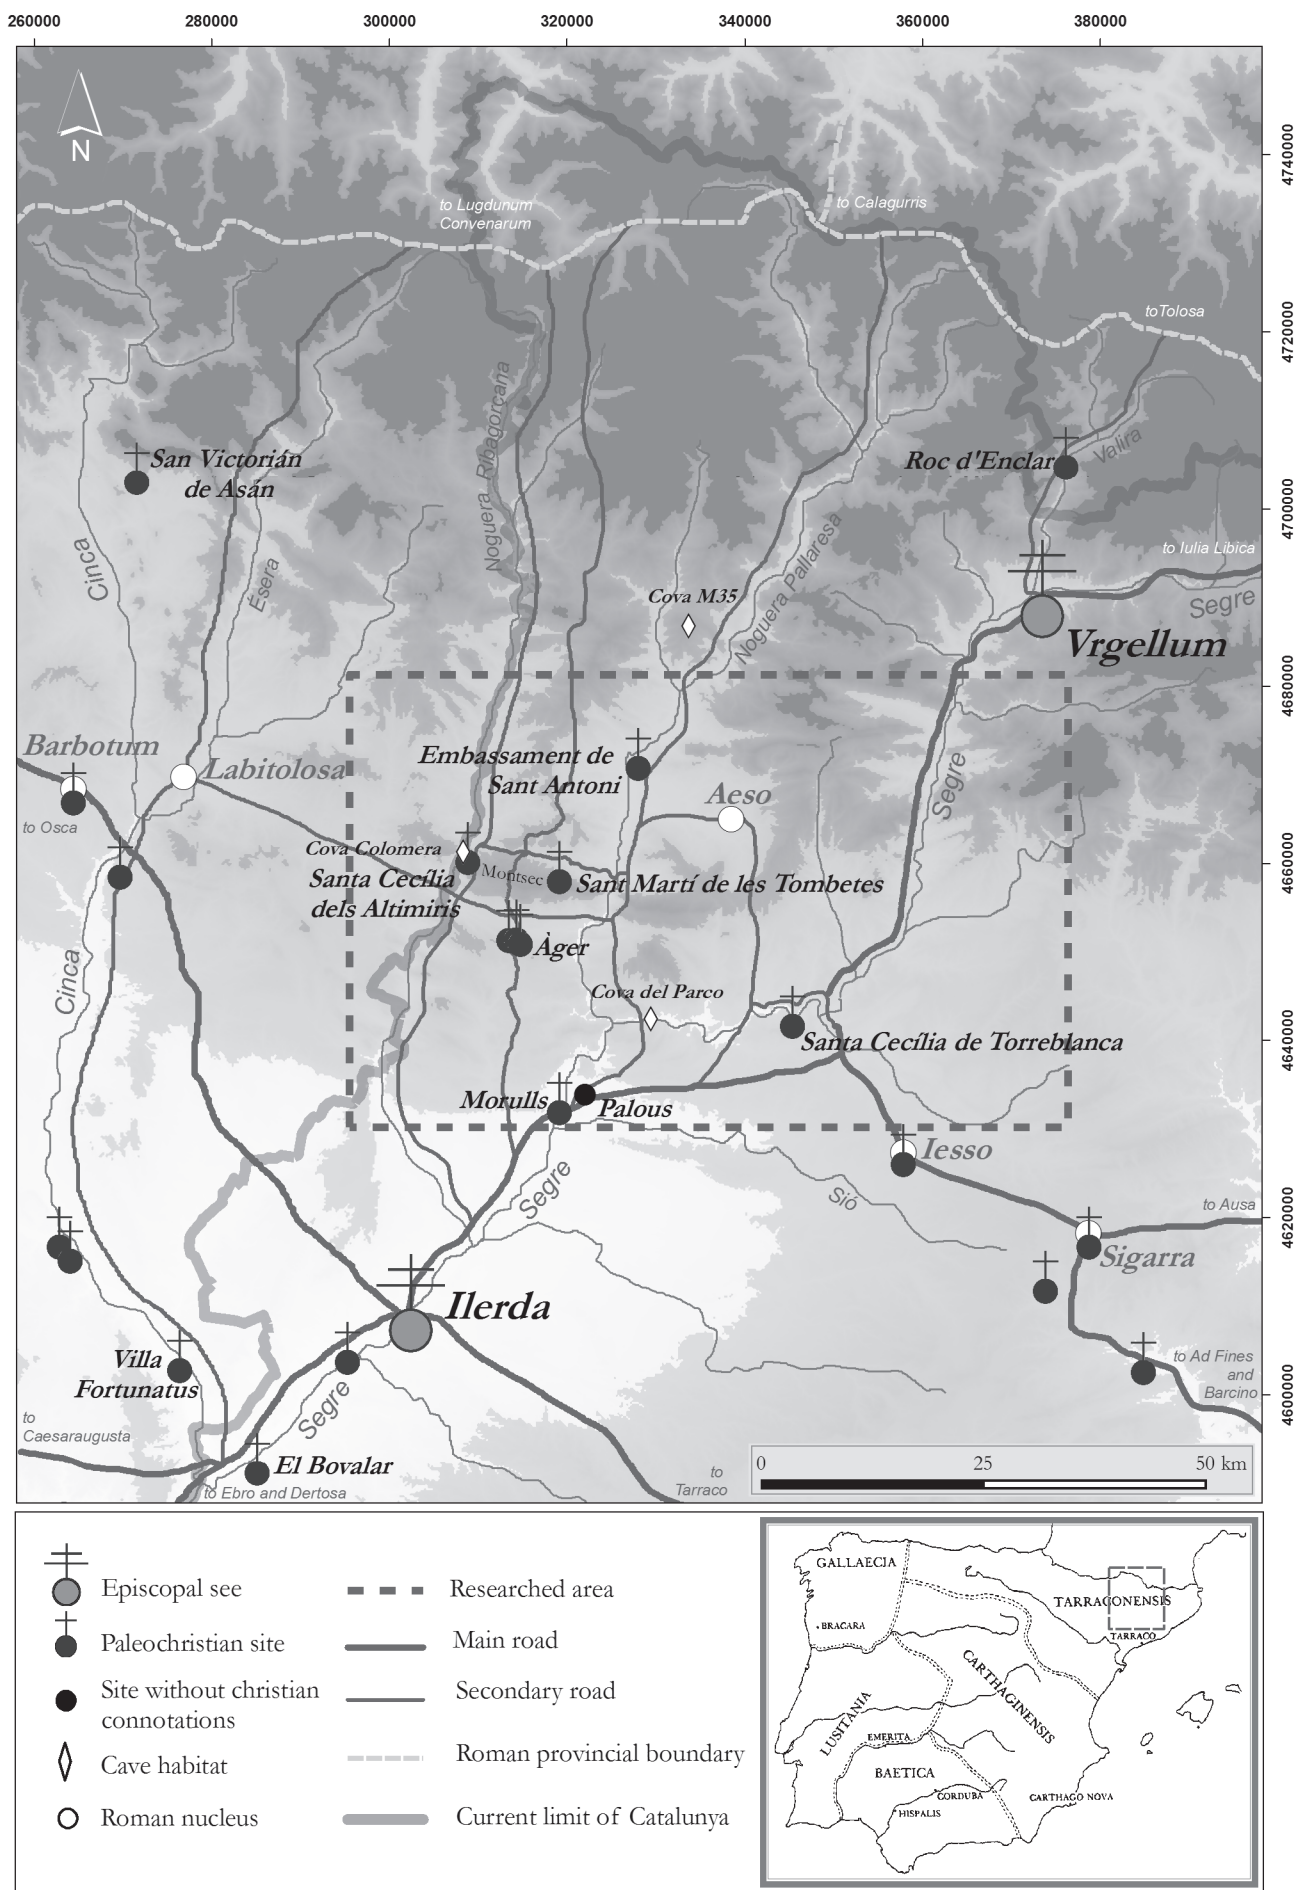 260000 280000 300000 320000 340000 360000 380000
4740000
4720000
4700000
4680000
4660000
4640000
4620000
4600000
N
to Lugdunum
Convenarum
to Calagurris
toTolosa
Noguera Ribagorçana
San Victorián
de Asán
Roc d'Enclar
Valira
Cinca
Ésera
Noguera Pallaresa
to Iulia Libica
Segre
Cova M35
Vrgellum
Barbotum
Labitolosa
Embassament de
Sant Antoni
Aeso
Segre
to Osca
Cova Colomera
Montsec
Santa Cecília
dels Altimiris
Sant Martí de les Tombetes
Àger
Cinca
Cova del Parco
Santa Cecília de Torreblanca
Morulls
Palous
Iesso
Segre
Sió
to Ausa
Sigarra
Ilerda
Villa
Fortunatus
to Ad Fines
and
Barcino
Segre
to
Caesaraugusta
El Bovalar
to Ebro and Dertosa
to
Tarraco
0 25 50 km
Episcopal see
Paleochristian site
Site without christian
connotations
Cave habitat
Roman nucleus
Researched area
Main road
Secondary road
Roman provincial boundary
Current limit of Catalunya
GALLAECIA
TARRACONENSIS
BRACARA
TARRACO
CARTHAGINENSIS
LUSITANIA
EMERITA
BAETICA
CORDUBA
CARTHAGO NOVA
HISPALIS